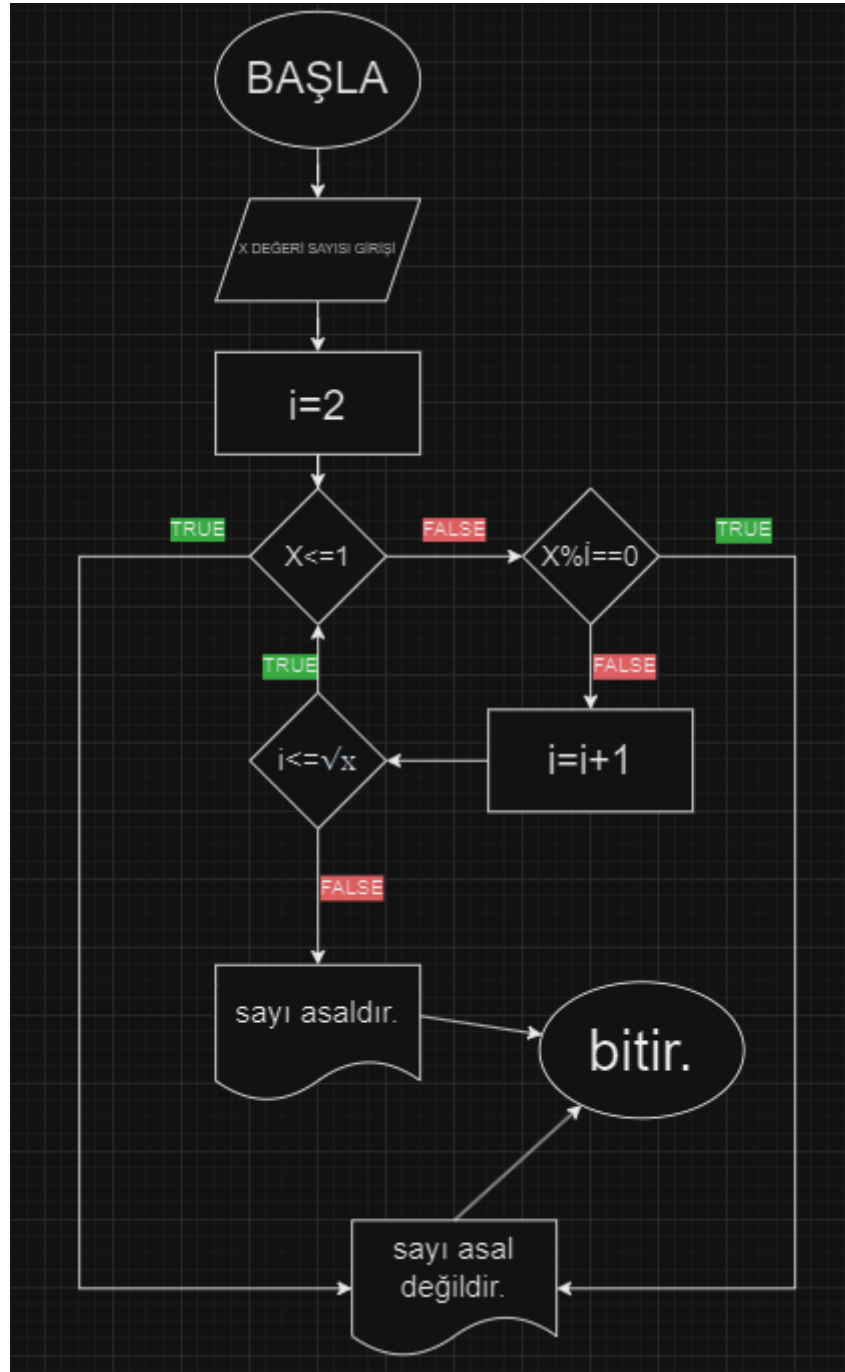 BAŞLA
X DEĞERİ SAYISI GİRİŞİ
i=2
TRUE
X<=1
FALSE
X%İ==0
TRUE
TRUE
FALSE
i<=√x
i=i+1
FALSE
sayı asaldır.
bitir.
sayı asal
değildir.